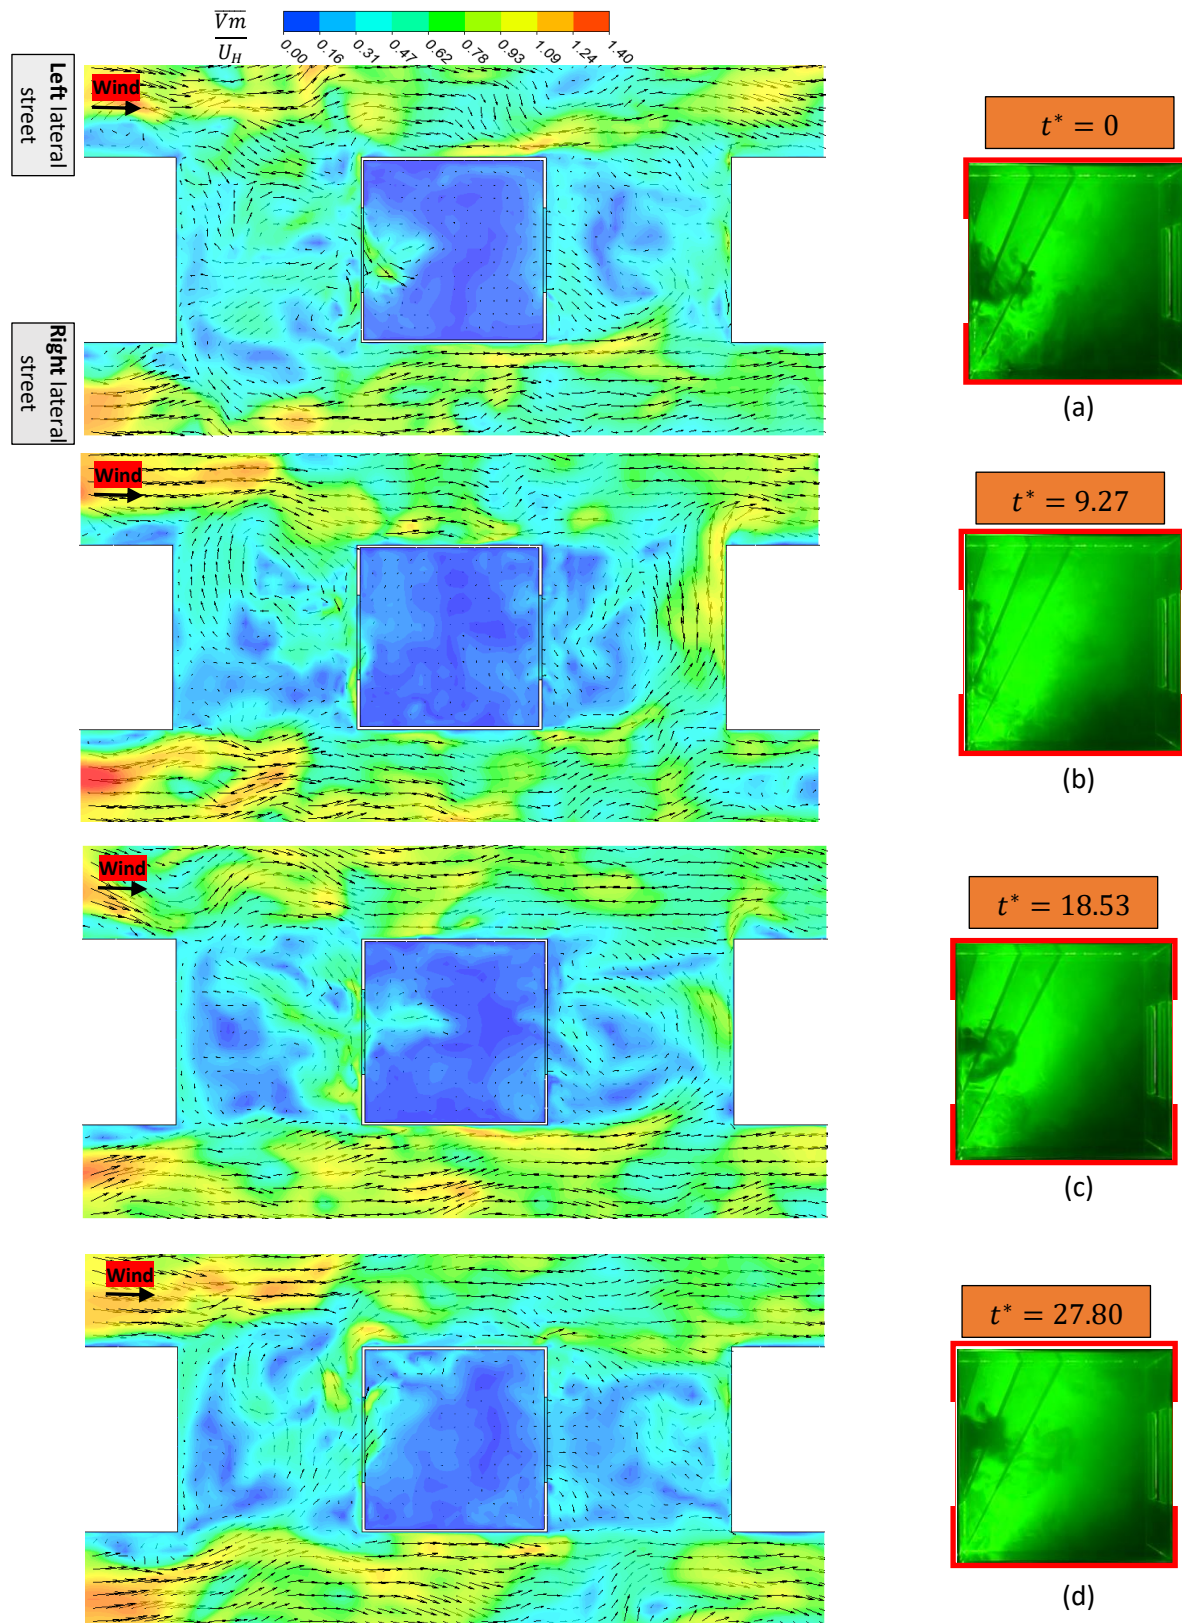 Vm
U_H
0.00 0.16 0.31 0.47 0.62 0.78 0.93 1.09 1.24 1.40
Left lateral
street
Wind
t* = 0
Right lateral
street
(a)
Wind
t* = 9.27
(b)
Wind
t* = 18.53
(c)
Wind
t* = 27.80
(d)